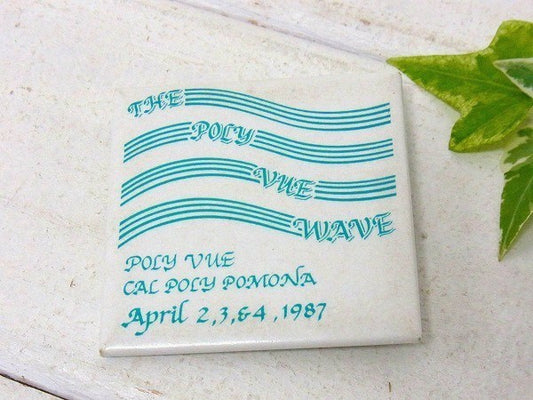 THE
POLY
VUE
WAVE
POLY VUE
CAL POLY POMONA
April 2,3,&4,1987